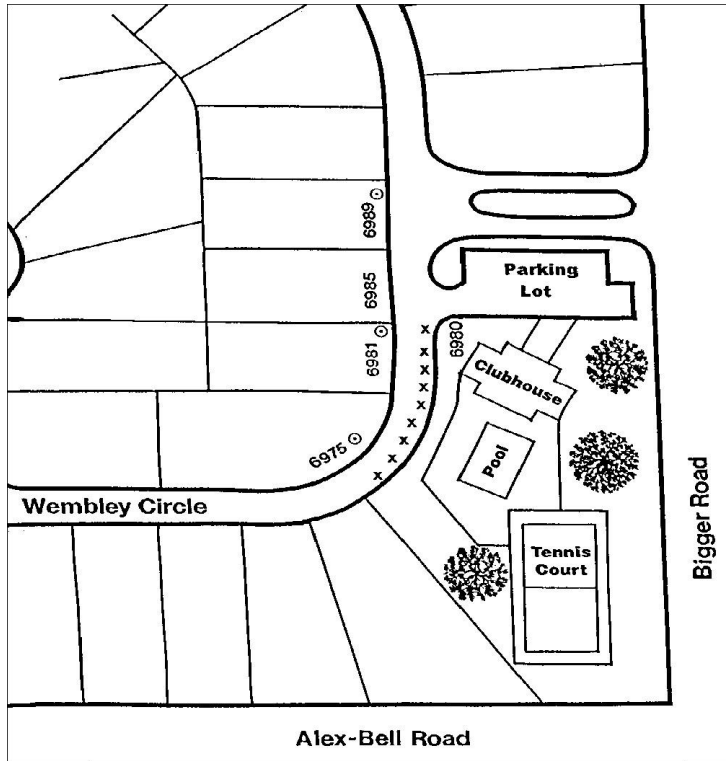 6989
Parking
Lot
6985
6981
6980
Clubhouse
6975
Pool
Wembley Circle
Bigger Road
Tennis
Court
Alex-Bell Road